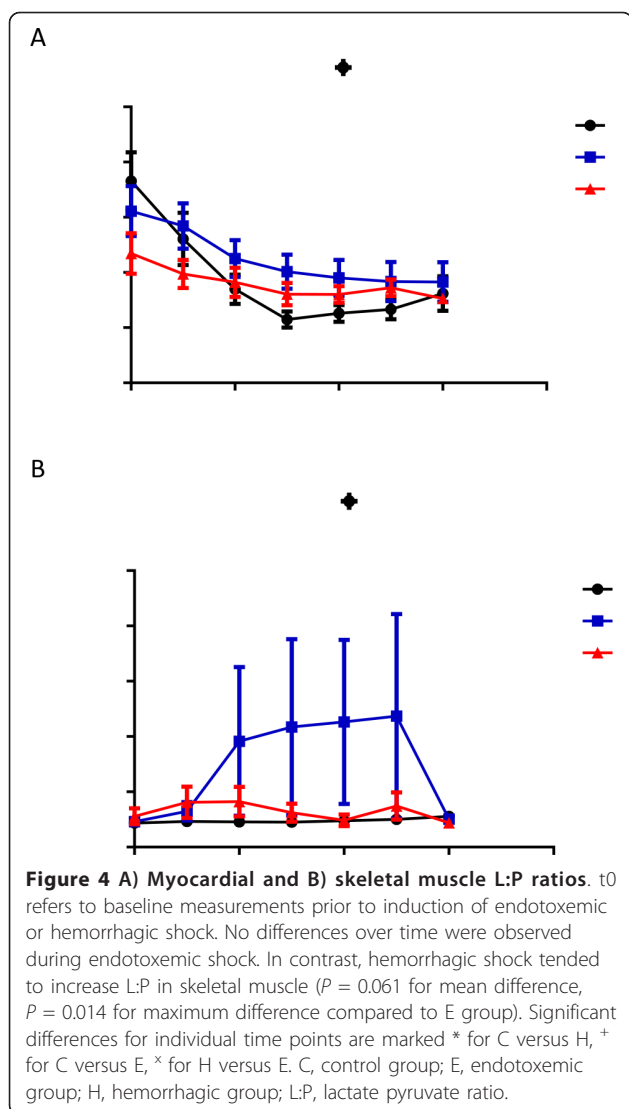 A
B
Figure 4 A) Myocardial and B) skeletal muscle L:P ratios. t0
refers to baseline measurements prior to induction of endotoxemic
or hemorrhagic shock. No differences over time were observed
during endotoxemic shock. In contrast, hemorrhagic shock tended
to increase L:P in skeletal muscle (P = 0.061 for mean difference,
P = 0.014 for maximum difference compared to E group). Significant
differences for individual time points are marked * for C versus H, +
for C versus E, x for H versus E. C, control group; E, endotoxemic
group; H, hemorrhagic group; L:P, lactate pyruvate ratio.